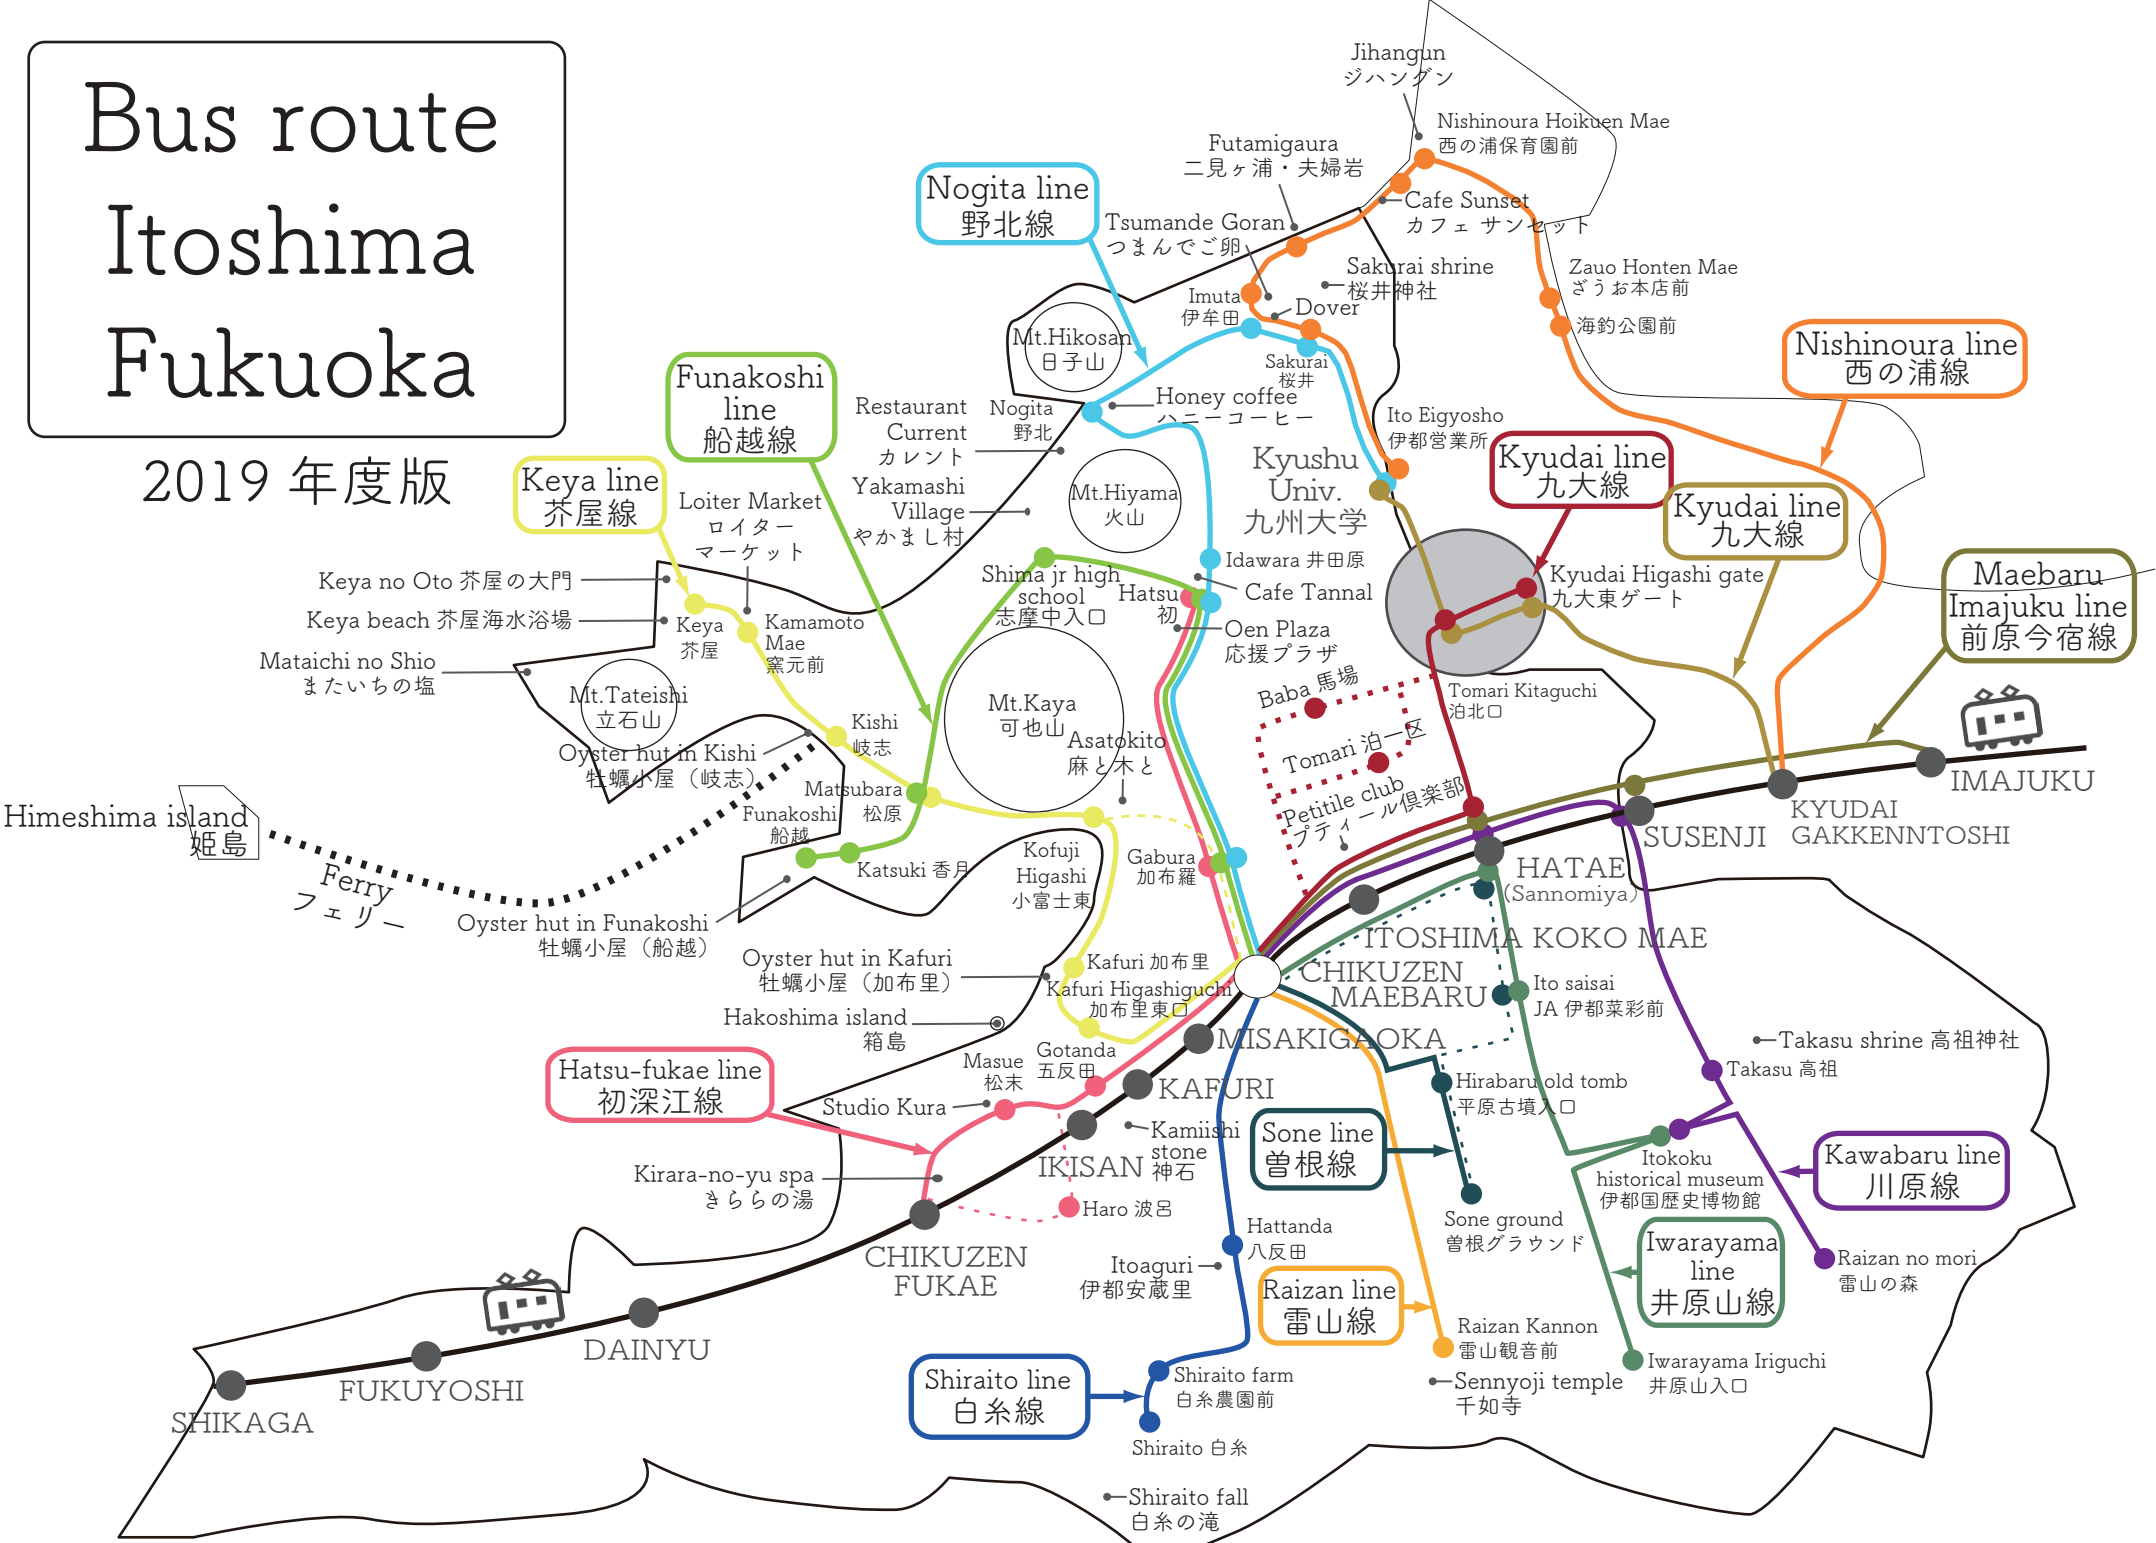 Bus route
Itoshima
Fukuoka
2019 年度版
Jihangun
ジハングン
Nishinoura Hoikuen Mae
西の浦保育園前
Futamigaura
二見ヶ浦・夫婦岩
Cafe Sunset
カフェ サンセット
Nogita line
野北線
Tsumande Goran
つまんでご卵
Sakurai shrine
桜井神社
Zauo Honten Mae
ざうお本店前
海釣公園前
Imuta
伊牟田
Dover
Mt.Hikosan
日子山
Sakurai
桜井
Nishinoura line
西の浦線
Funakoshi
line
船越線
Restaurant
Current
カレント
Nogita
野北
Honey coffee
ハニーコーヒー
Ito Eigyosho
伊都営業所
Kyushu
Univ.
九州大学
Kyudai line
九大線
Kyudai line
九大線
Keya line
芥屋線
Loiter Market
ロイター
マーケット
Yakamashi
Village
やかまし村
Mt.Hiyama
火山
Idawara 井田原
Cafe Tannal
Maebaru
Imajuku line
前原今宿線
Keya no Oto 芥屋の大門
Keya beach 芥屋海水浴場
Keya
芥屋
Kamamoto
Mae
窯元前
Shima jr high
school
志摩中入口
Hatsu
初
Kyudai Higashi gate
九大東ゲート
Oen Plaza
応援プラザ
Mataichi no Shio
またいちの塩
Mt.Tateishi
立石山
Mt.Kaya
可也山
Baba 馬場
Tomari Kitaguchi
泊北口
Kishi
岐志
Oyster hut in Kishi
牡蠣小屋（岐志）
Asatokito
麻と木と
Tomari 泊一区
Petitile club
プティール倶楽部
IMAJUKU
KYUDAI
GAKKENNTOSHI
SUSENJI
Himeshima island
姫島
Matsubara
松原
Funakoshi
船越
Katsuki 香月
Kofuji
Higashi
小富士東
Gabura
加布羅
HATAE
(Sannomiya)
Ferry
フェリー
Oyster hut in Funakoshi
牡蠣小屋（船越）
ITOSHIMA KOKO MAE
Oyster hut in Kafuri
牡蠣小屋（加布里）
Kafuri 加布里
Kafuri Higashiguchi
加布里東口
CHIKUZEN
MAEBARU
Ito saisai
JA 伊都菜彩前
Hakoshima island
箱島
MISAKIGAOKA
Takasu shrine 高祖神社
Takasu 高祖
Hatsu-fukae line
初深江線
Masue
松末
Gotanda
五反田
KAFURI
Studio Kura
Hirabaru old tomb
平原古墳入口
Kamiishi
stone
神石
IKISAN
Sone line
曽根線
Itokoku
historical museum
伊都国歴史博物館
Kawabaru line
川原線
Kirara-no-yu spa
きららの湯
Haro 波呂
Sone ground
曽根グラウンド
CHIKUZEN
FUKAE
Hattanda
八反田
Itoaguri
伊都安蔵里
Iwarayama
line
井原山線
Raizan no mori
雷山の森
Raizan line
雷山線
Raizan Kannon
雷山観音前
Iwarayama Iriguchi
井原山入口
DAINYU
FUKUYOSHI
SHIKAGA
Shiraito line
白糸線
Shiraito farm
白糸農園前
Sennyoji temple
千如寺
Shiraito 白糸
Shiraito fall
白糸の滝